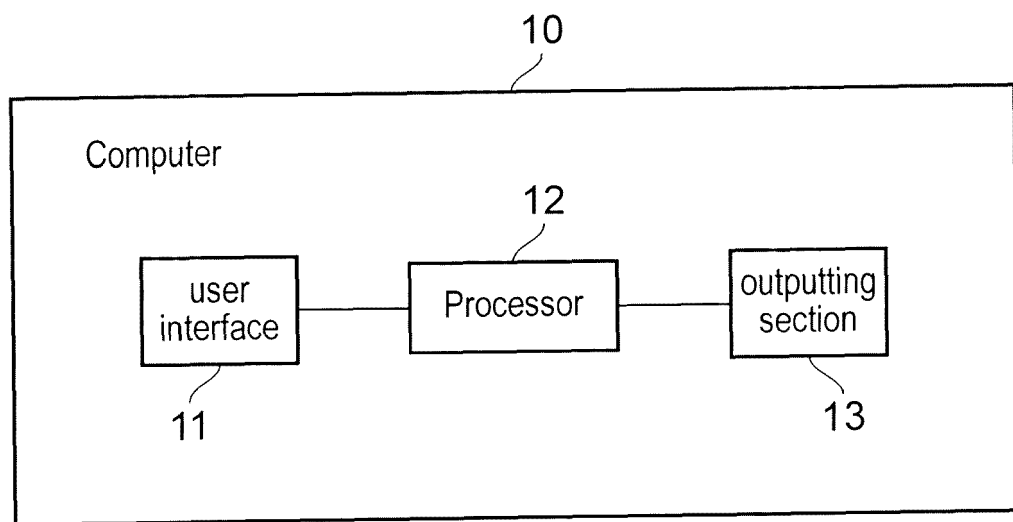 10
Computer
12
user
interface
Processor
outputting
section
11
13